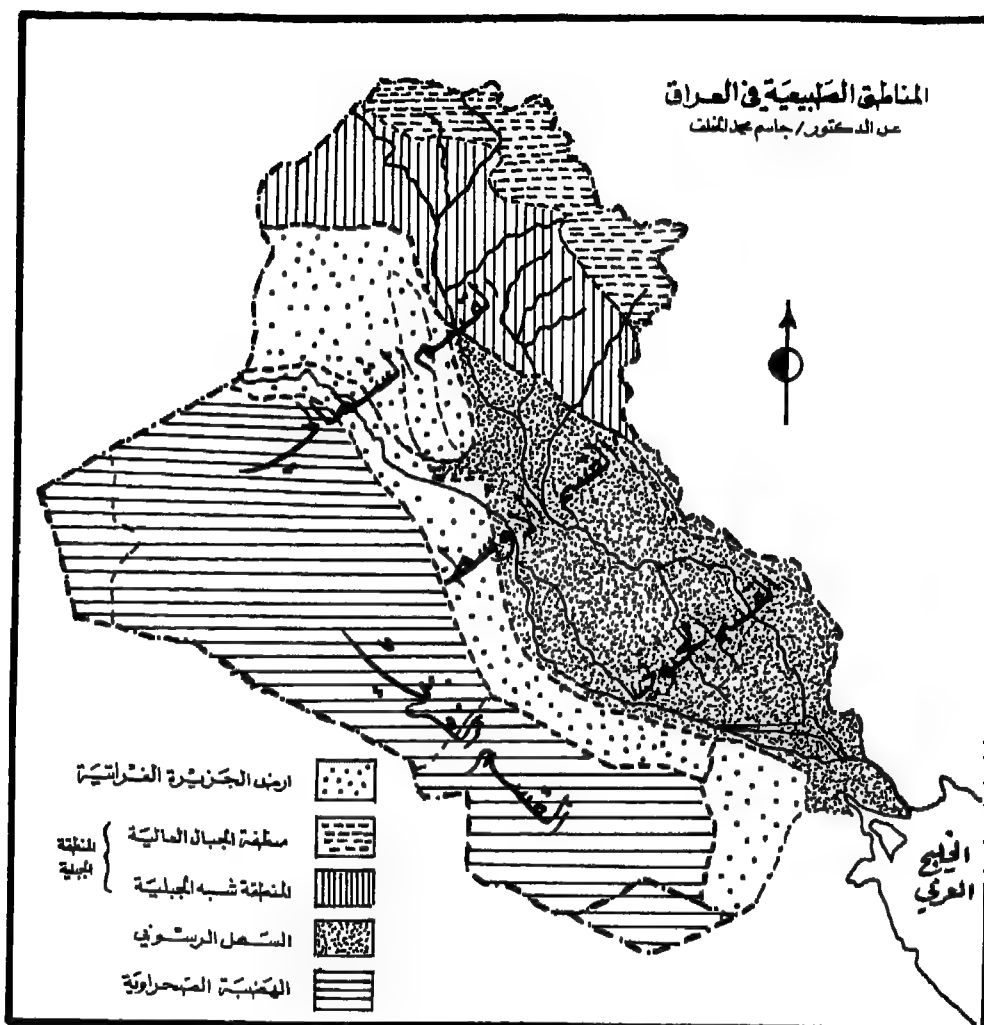 المناطق الطبيعية في العراق
عن الدكتور / جاسم محمد الخلف
ارض الجزيرة الفراتية
منطقة الجبال العالية
المنطقة الجبلية
المنطقة شبه الجبلية
السهل الرسوبي
الهضبة الصحراوية
الخليج
العربي